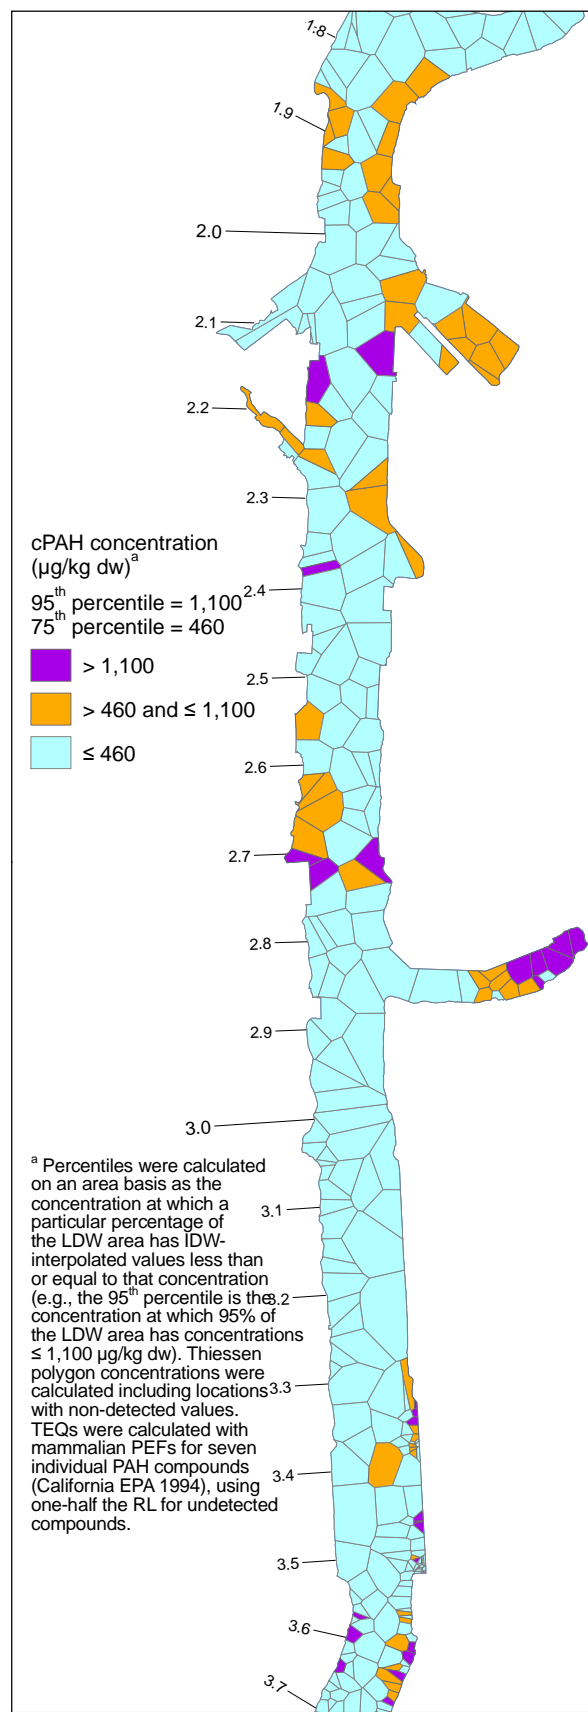 1.8
1.9
2.0
2.1
2.2
2.3
cPAH concentration
(µg/kg dw)a
95th percentile = 1,100
75th percentile = 460
2.4
> 1,100
2.5
> 460 and ≤ 1,100
≤ 460
2.6
2.7
2.8
2.9
3.0
a Percentiles were calculated
on an area basis as the
concentration at which a
particular percentage of
the LDW area has IDW-
interpolated values less than
or equal to that concentration
(e.g., the 95th percentile is the
concentration at which 95% of
the LDW area has concentrations
≤ 1,100 µg/kg dw). Thiessen
polygon concentrations were
calculated including locations
with non-detected values.
TEQs were calculated with
mammalian PEFs for seven
individual PAH compounds
(California EPA 1994), using
one-half the RL for undetected
compounds.
3.1
3.2
3.3
3.4
3.5
3.6
3.7